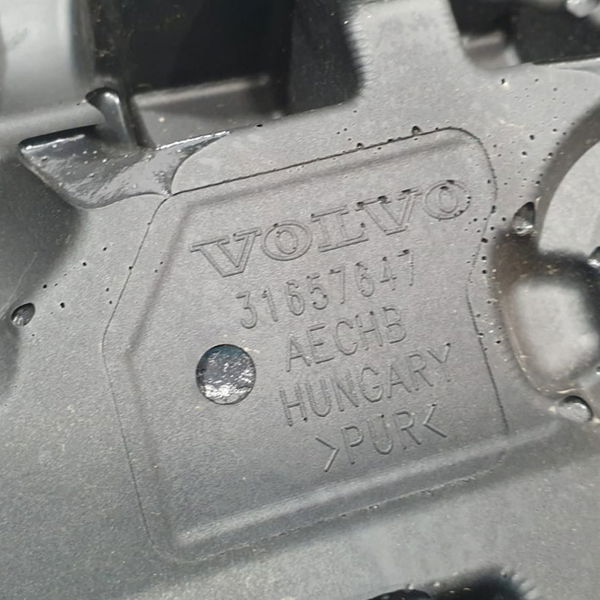 VOLVO
31657647
AECHB
HUNGARY
>PUR<